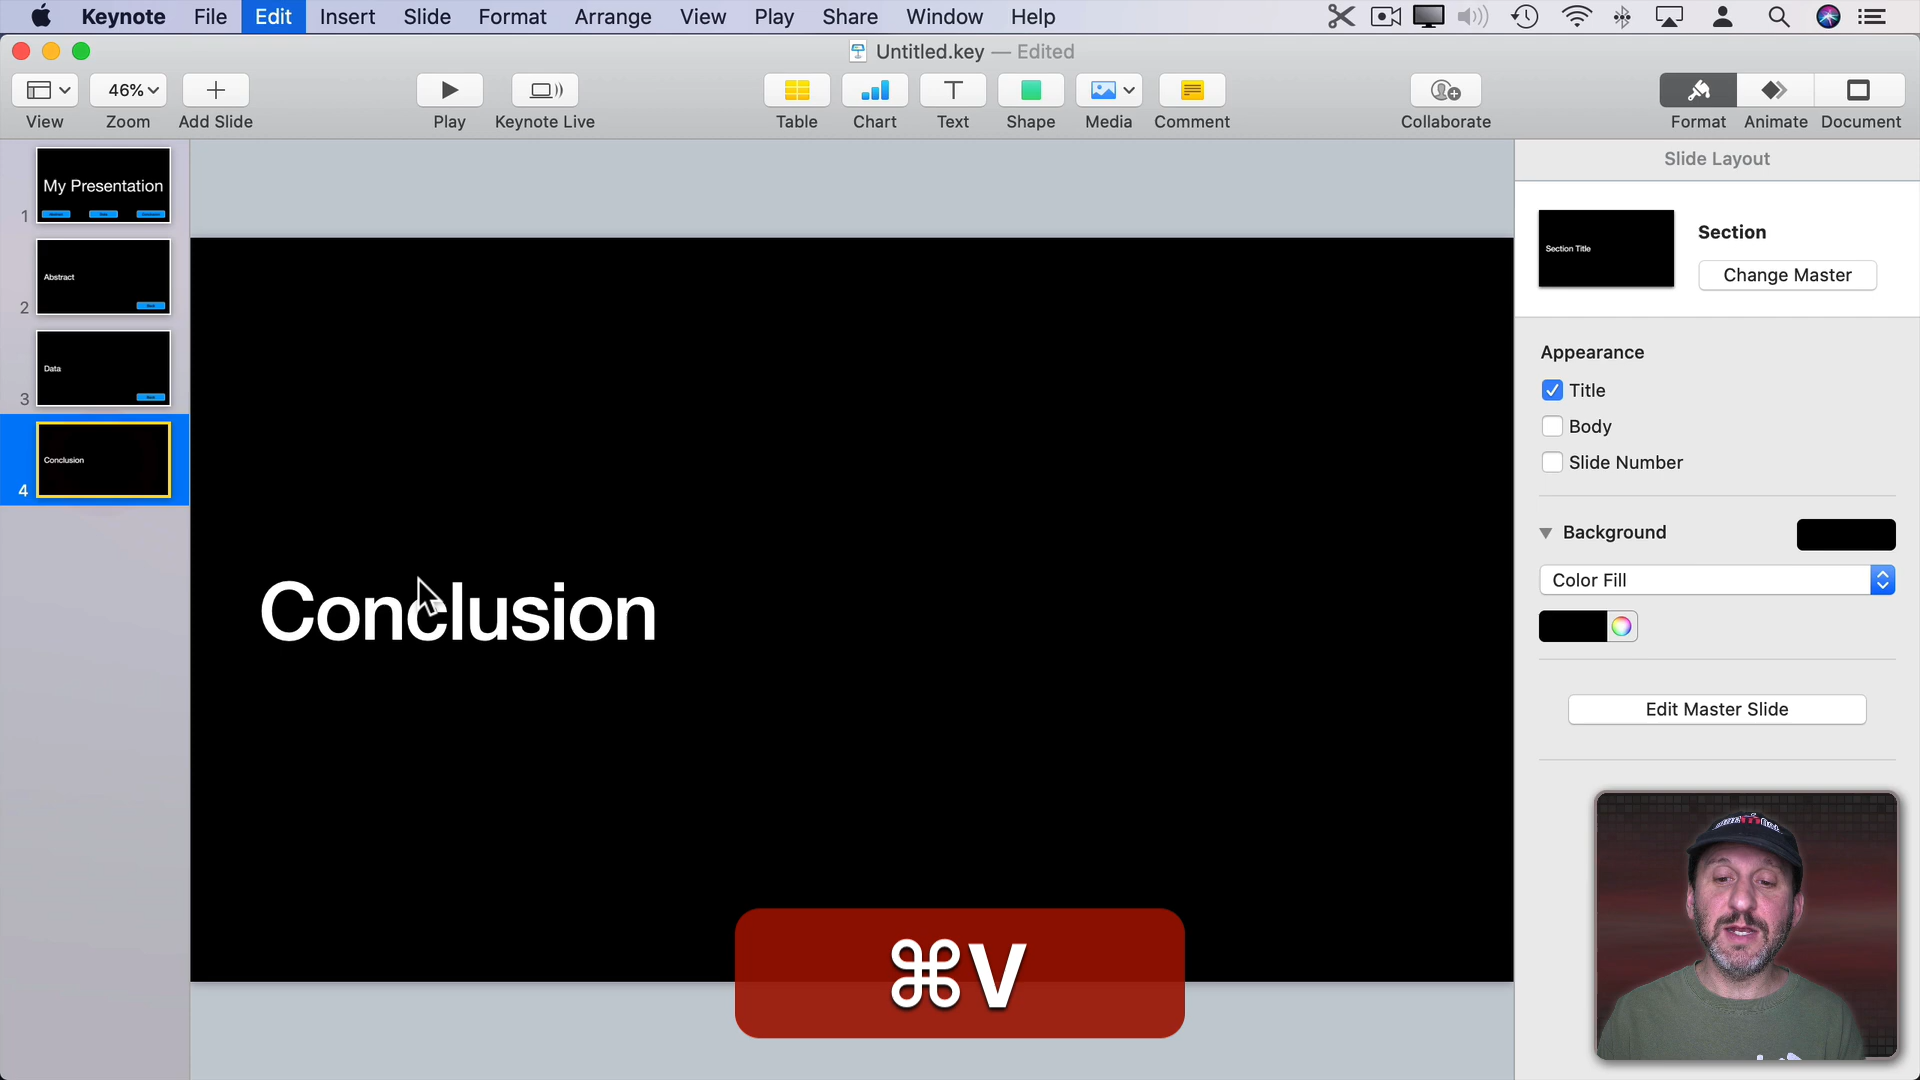 Keynote File Edit Insert Slide Format Arrange View Play Share Window Help
Untitled.key — Edited
46%
View Zoom Add Slide Play Keynote Live Table Chart Text Shape Media Comment Collaborate Format Animate Document
My Presentation
1
Abstract
2
Data
3
Conclusion
4
Conclusion
⌘V
Slide Layout
Section Title
Section
Change Master
Appearance
Title
Body
Slide Number
Background
Color Fill
Edit Master Slide